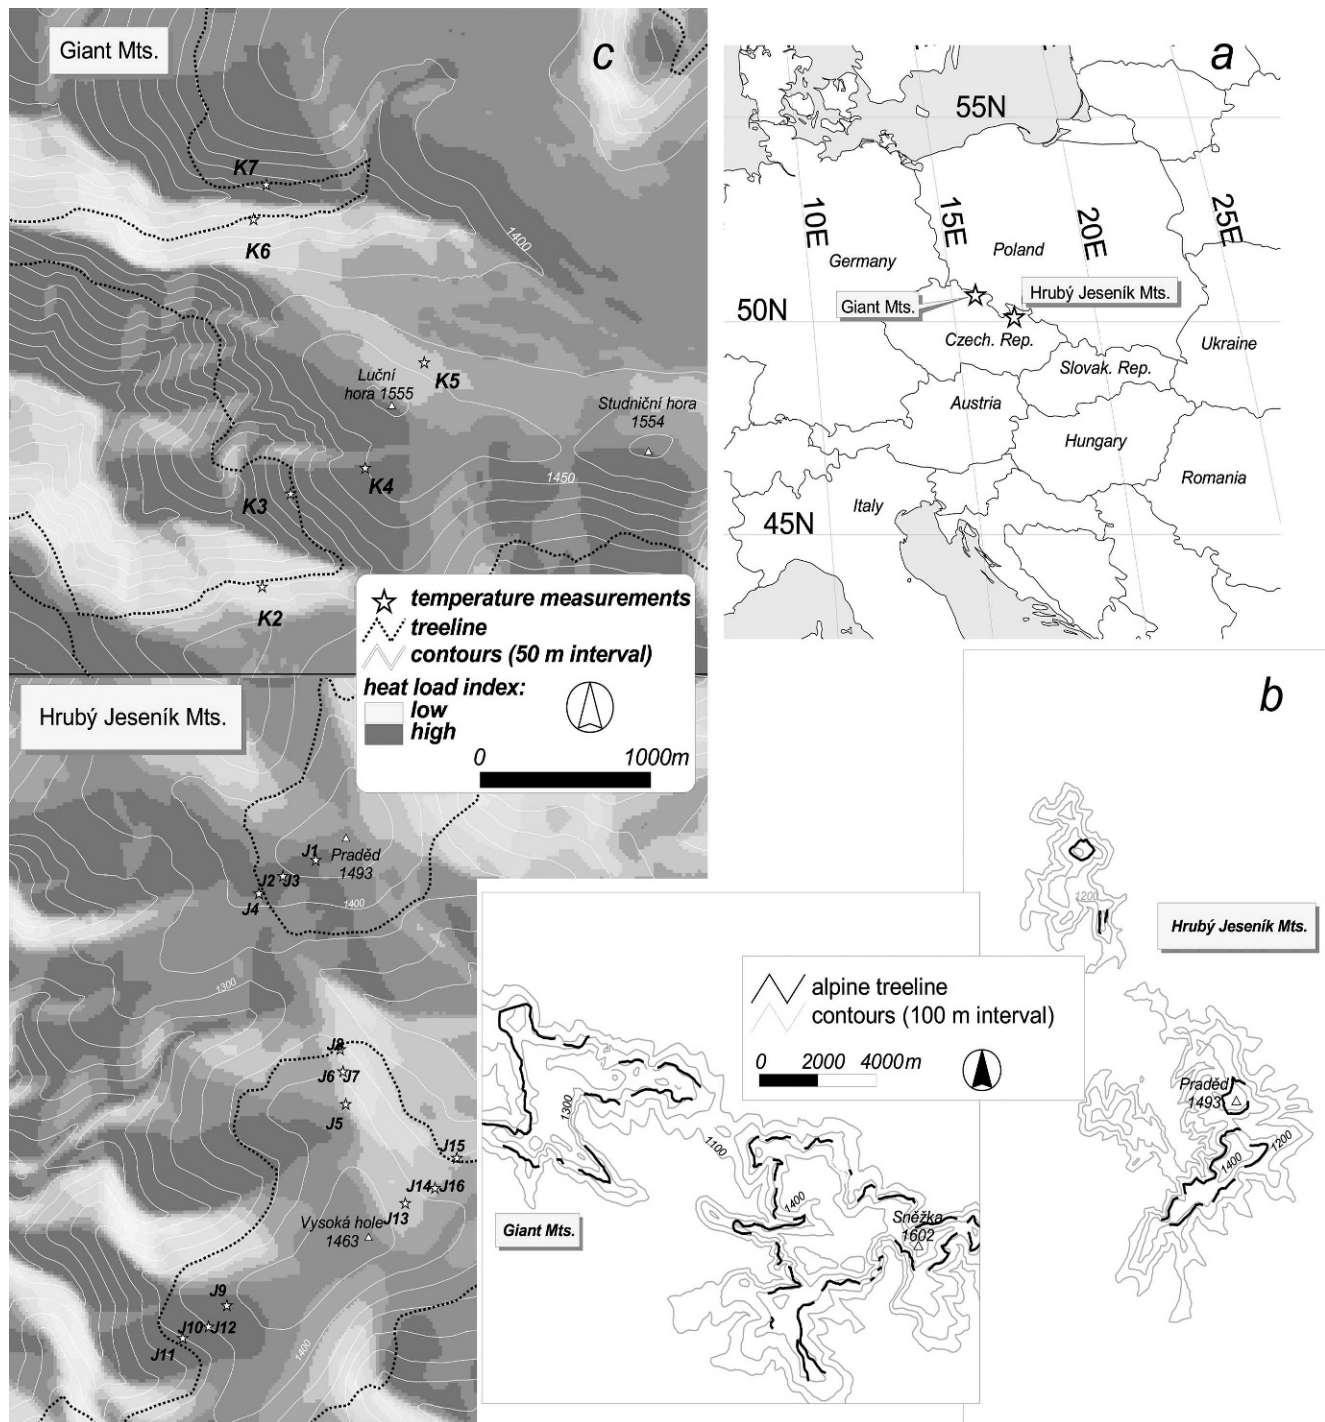 Giant Mts.
c
K7
K6
1400
K5
Luční
hora 1555
Studniční hora
1554
K4
1450
K3
K2
temperature measurements
treeline
contours (50 m interval)
heat load index:
low
high
0 1000m
Hrubý Jeseník Mts.
J1
Praděd
1493
J2 J3
J4
1400
1300
J8
J6 J7
J5
J15
J14 J16
J13
Vysoká hole
1463
J9
J10 J12
J11
1400
a
55N
10E
15E
20E
25E
Germany
Poland
Giant Mts.
Hrubý Jeseník Mts.
50N
Czech. Rep.
Ukraine
Slovak. Rep.
Austria
Hungary
Romania
Italy
45N
b
1200
Hrubý Jeseník Mts.
alpine treeline
contours (100 m interval)
0 2000 4000m
Praděd
1493
1200
1400
1300
1100
1400
Giant Mts.
Sněžka
1602